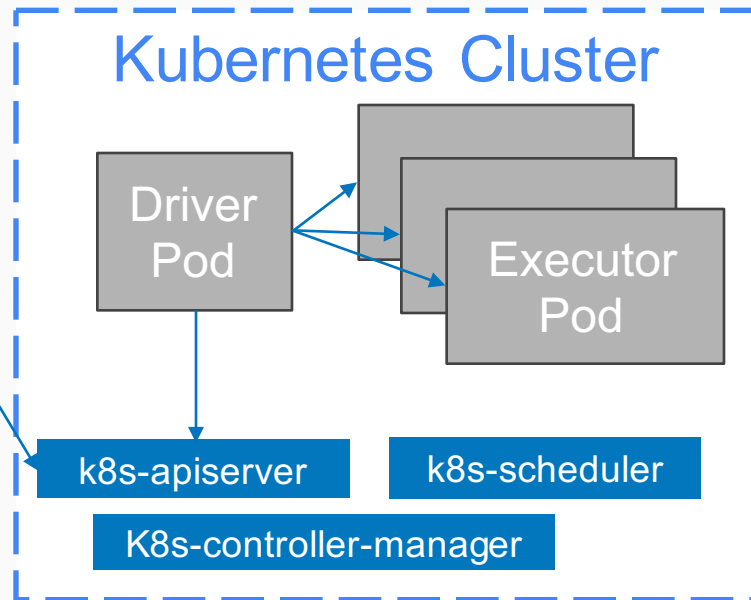 Kubernetes Cluster
Driver
Pod
Executor
Pod
k8s-apiserver
k8s-scheduler
K8s-controller-manager